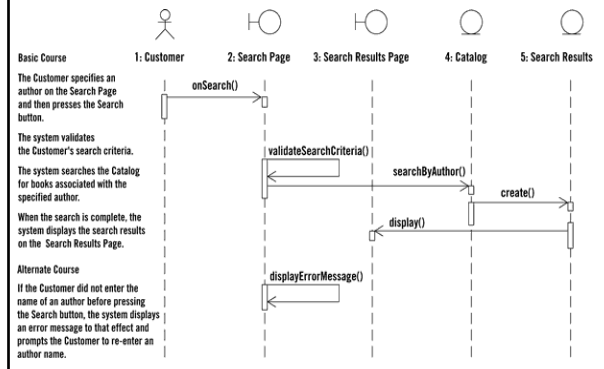 Basic Course
1: Customer
2: Search Page
3: Search Results Page
4: Catalog
5: Search Results
The Customer specifies an
author on the Search Page
and then presses the Search
button.
onSearch()
The system validates
the Customer's search criteria.
validateSearchCriteria()
The system searches the Catalog
for books associated with the
specified author.
searchByAuthor()
create()
When the search is complete, the
system displays the search results
on the Search Results Page.
display()
Alternate Course
If the Customer did not enter the
name of an author before pressing
the Search button, the system displays
an error message to that effect and
prompts the Customer to re-enter an
author name.
displayErrorMessage()